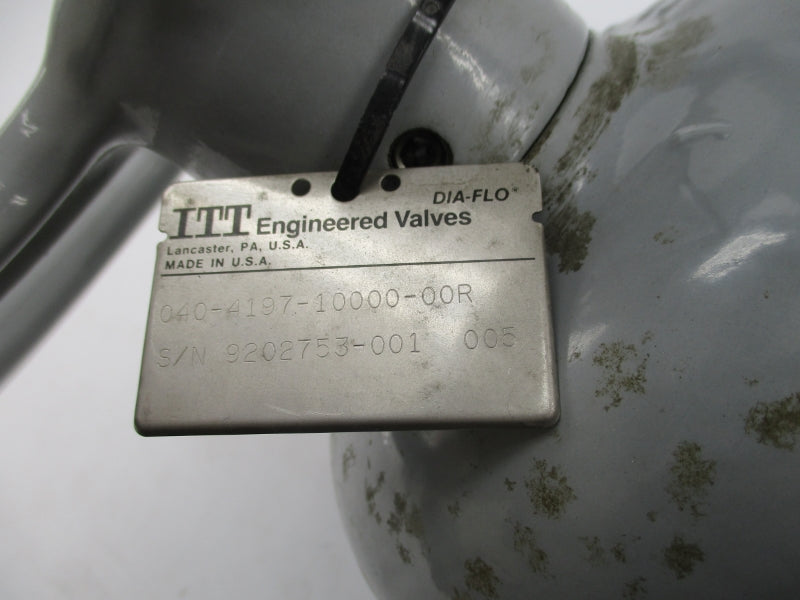 DIA-FLO®
ITT Engineered Valves
Lancaster, PA, U.S.A.
MADE IN U.S.A.
040-4197-10000-00R
S/N 9202753-001 005